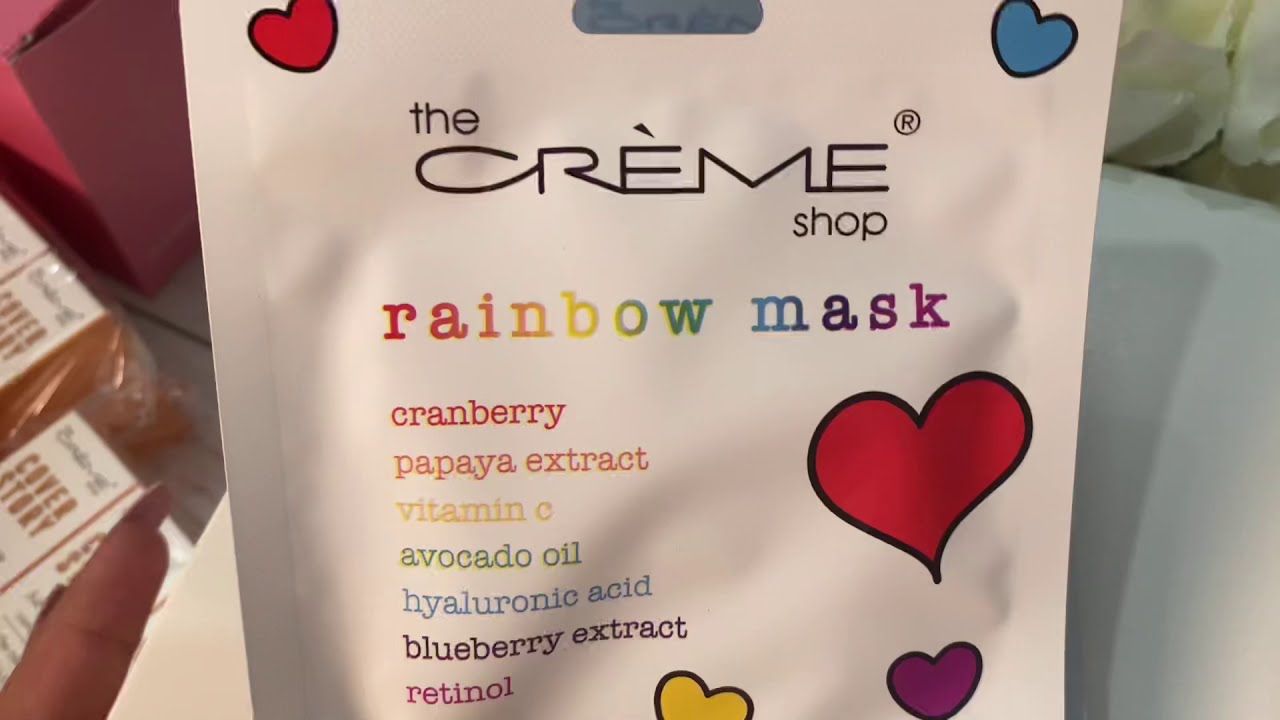 the
CRÈME®
shop
rainbow mask
cranberry
papaya extract
vitamin c
avocado oil
hyaluronic acid
blueberry extract
retinol
COVER
STORY
COVER
STORY